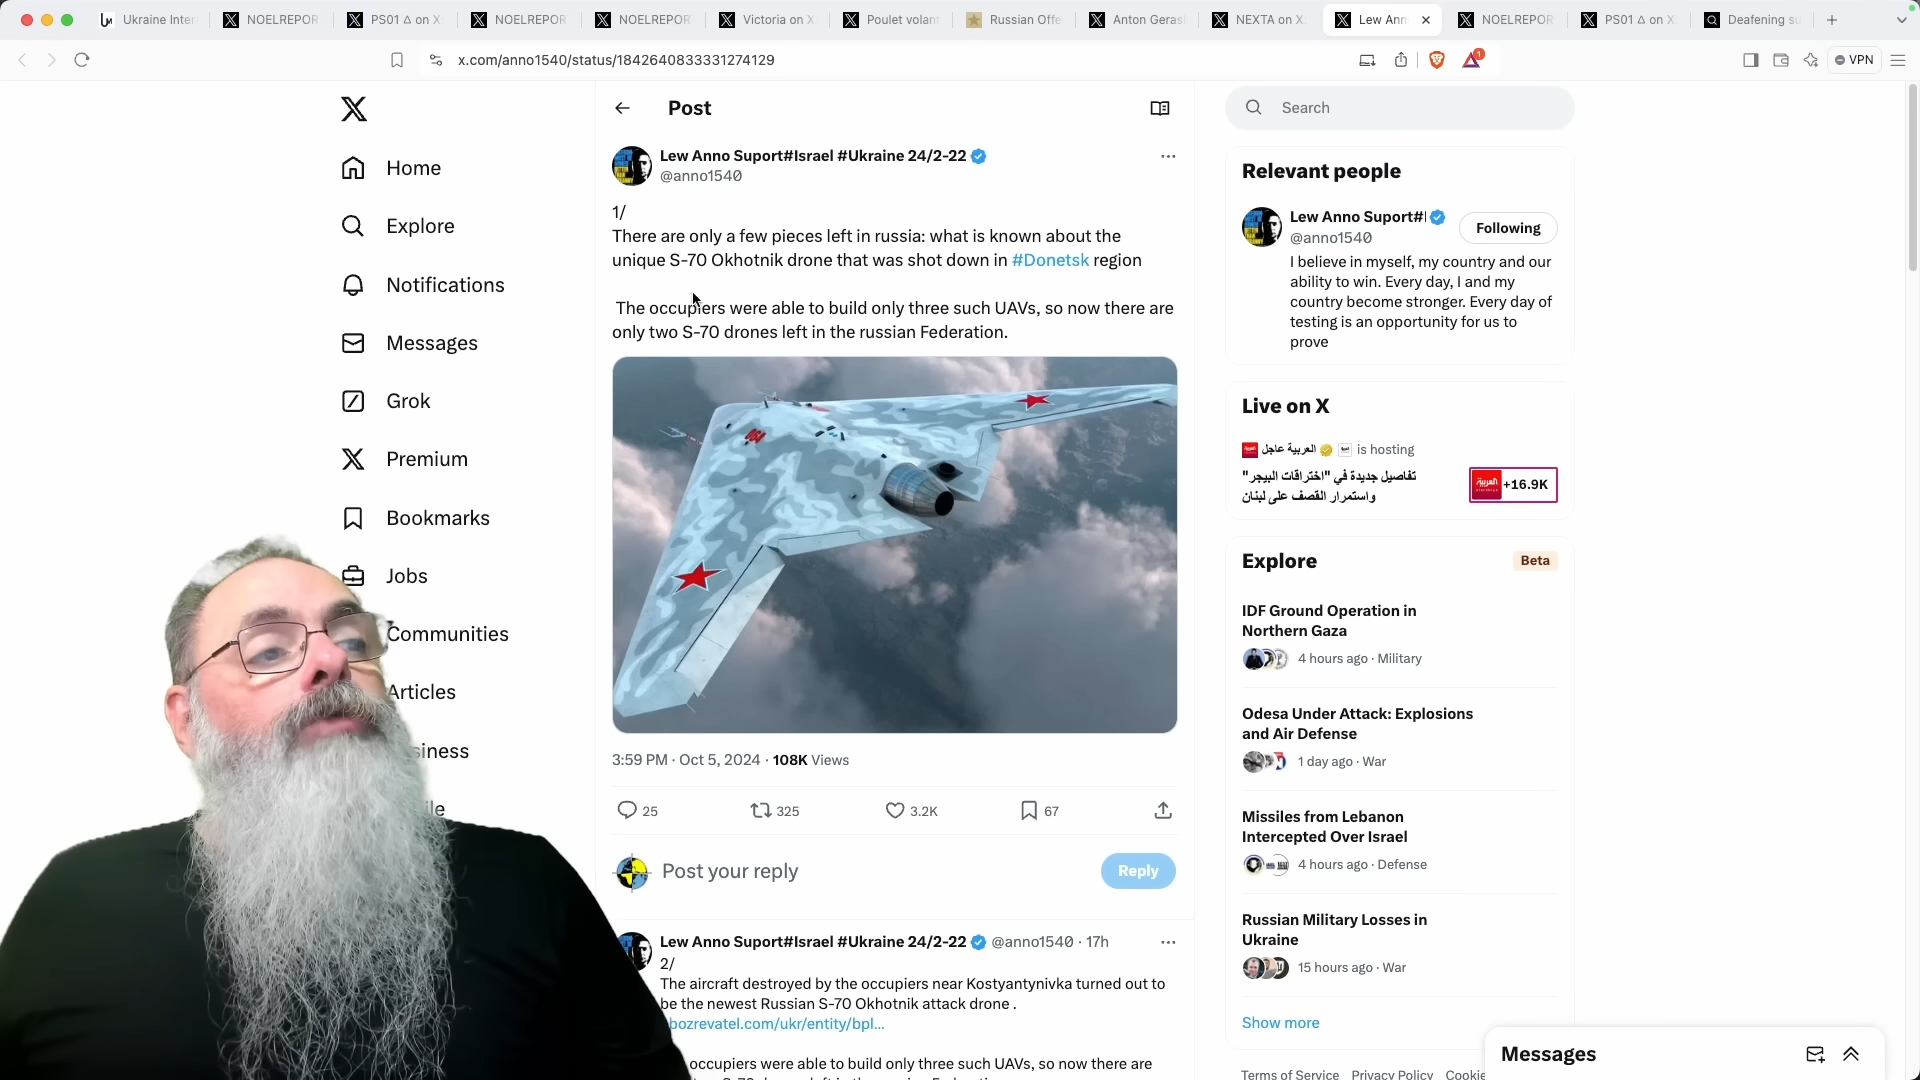 Ukraine Inter
NOELREPOR
PS01 Δ on X
NOELREPOR
NOELREPOR
Victoria on X
Poulet volant
Russian Offe
Anton Gerasi
NEXTA on X
Lew Ann
NOELREPOR
PS01 Δ on X
Deafening su
x.com/anno1540/status/1842640833331274129
1
VPN
Home
Explore
Notifications
Messages
Grok
Premium
Bookmarks
Jobs
Communities
Articles
Post
Lew Anno Suport#Israel #Ukraine 24/2-22
@anno1540
1/
There are only a few pieces left in russia: what is known about the
unique S-70 Okhotnik drone that was shot down in #Donetsk region
The occupiers were able to build only three such UAVs, so now there are
only two S-70 drones left in the russian Federation.
3:59 PM · Oct 5, 2024 · 108K Views
25
325
3.2K
67
Post your reply
Reply
Lew Anno Suport#Israel #Ukraine 24/2-22 @anno1540 · 17h
2/
The aircraft destroyed by the occupiers near Kostyantynivka turned out to
be the newest Russian S-70 Okhotnik attack drone .
bozrevatel.com/ukr/entity/bpl...
occupiers were able to build only three such UAVs, so now there are
Search
Relevant people
Lew Anno Suport#I
@anno1540
Following
I believe in myself, my country and our
ability to win. Every day, I and my
country become stronger. Every day of
testing is an opportunity for us to
prove
Live on X
العربية عاجل is hosting
تفاصيل جديدة في "اختراقات البيجر"
واستمرار القصف على لبنان
+16.9K
Explore
Beta
IDF Ground Operation in
Northern Gaza
4 hours ago · Military
Odesa Under Attack: Explosions
and Air Defense
1 day ago · War
Missiles from Lebanon
Intercepted Over Israel
4 hours ago · Defense
Russian Military Losses in
Ukraine
15 hours ago · War
Show more
Terms of Service Privacy Policy Cookie
Messages